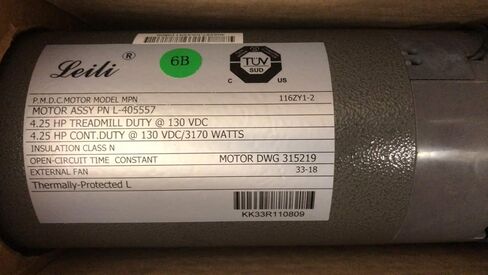 Leili ®
6B
TUV
SUD
C US
P.M.D.C.MOTOR MODEL MPN 116ZY1-2
MOTOR ASSY PN L-405557
4.25 HP TREADMILL DUTY @ 130 VDC
4.25 HP CONT.DUTY @ 130 VDC/3170 WATTS
INSULATION CLASS N
OPEN-CIRCUIT TIME CONSTANT MOTOR DWG 315219
EXTERNAL FAN 33-18
Thermally-Protected L
KK33R110809